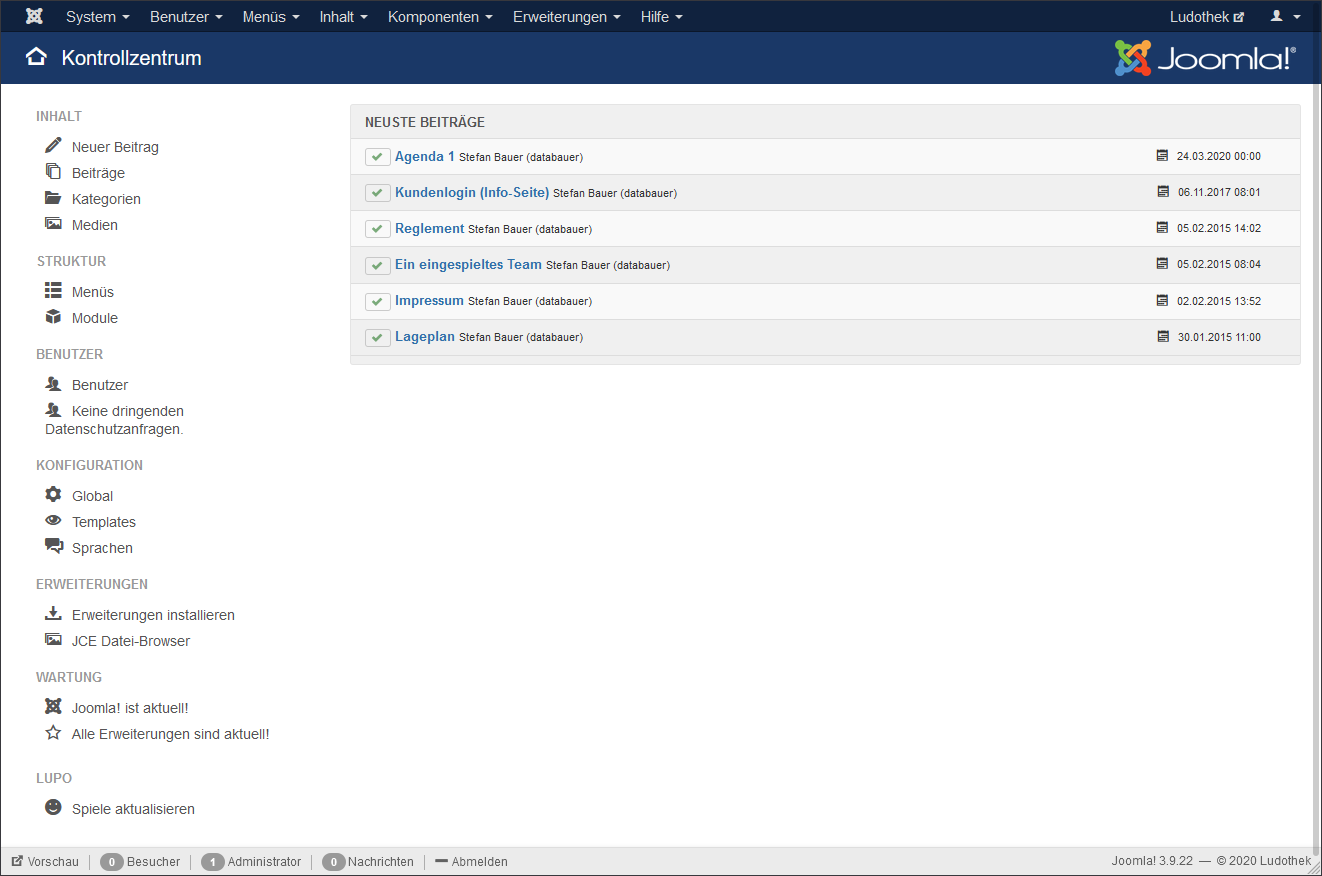 System Benutzer Menüs Inhalt Komponenten Erweiterungen Hilfe Ludothek
Kontrollzentrum Joomla!®
INHALT
Neuer Beitrag
Beiträge
Kategorien
Medien
STRUKTUR
Menüs
Module
BENUTZER
Benutzer
Keine dringenden
Datenschutzanfragen.
KONFIGURATION
Global
Templates
Sprachen
ERWEITERUNGEN
Erweiterungen installieren
JCE Datei-Browser
WARTUNG
Joomla! ist aktuell!
Alle Erweiterungen sind aktuell!
LUPO
Spiele aktualisieren
NEUSTE BEITRÄGE
Agenda 1 Stefan Bauer (databauer) 24.03.2020 00:00
Kundenlogin (Info-Seite) Stefan Bauer (databauer) 06.11.2017 08:01
Reglement Stefan Bauer (databauer) 05.02.2015 14:02
Ein eingespieltes Team Stefan Bauer (databauer) 05.02.2015 08:04
Impressum Stefan Bauer (databauer) 02.02.2015 13:52
Lageplan Stefan Bauer (databauer) 30.01.2015 11:00
Vorschau 0 Besucher 1 Administrator 0 Nachrichten Abmelden Joomla! 3.9.22 — © 2020 Ludothek